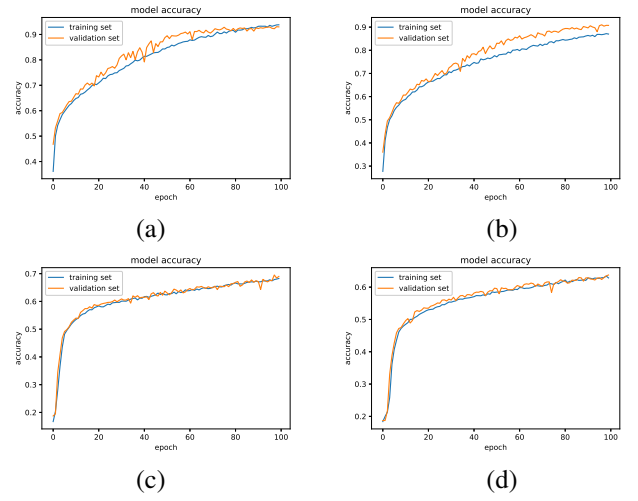 model accuracy
training set
validation set
accuracy
0.9
0.8
0.7
0.6
0.5
0.4
0 20 40 60 80 100
epoch
(a)
model accuracy
training set
validation set
accuracy
0.9
0.8
0.7
0.6
0.5
0.4
0.3
0 20 40 60 80 100
epoch
(b)
model accuracy
training set
validation set
accuracy
0.7
0.6
0.5
0.4
0.3
0.2
0 20 40 60 80 100
epoch
(c)
model accuracy
training set
validation set
accuracy
0.6
0.5
0.4
0.3
0.2
0 20 40 60 80 100
epoch
(d)